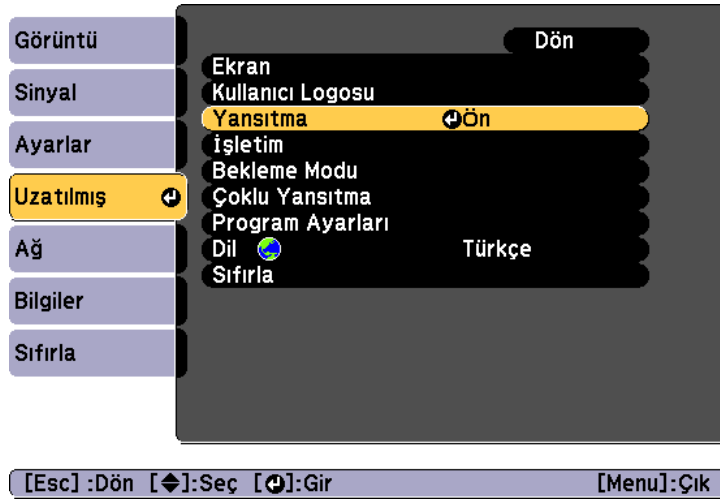 Görüntü
Sinyal
Ayarlar
Uzatılmış
Ağ
Bilgiler
Sıfırla
Dön
Ekran
Kullanıcı Logosu
Yansıtma Ön
İşletim
Bekleme Modu
Çoklu Yansıtma
Program Ayarları
Dil Türkçe
Sıfırla
[Esc] :Dön [◆]:Seç [⏎]:Gir [Menu]:Çık